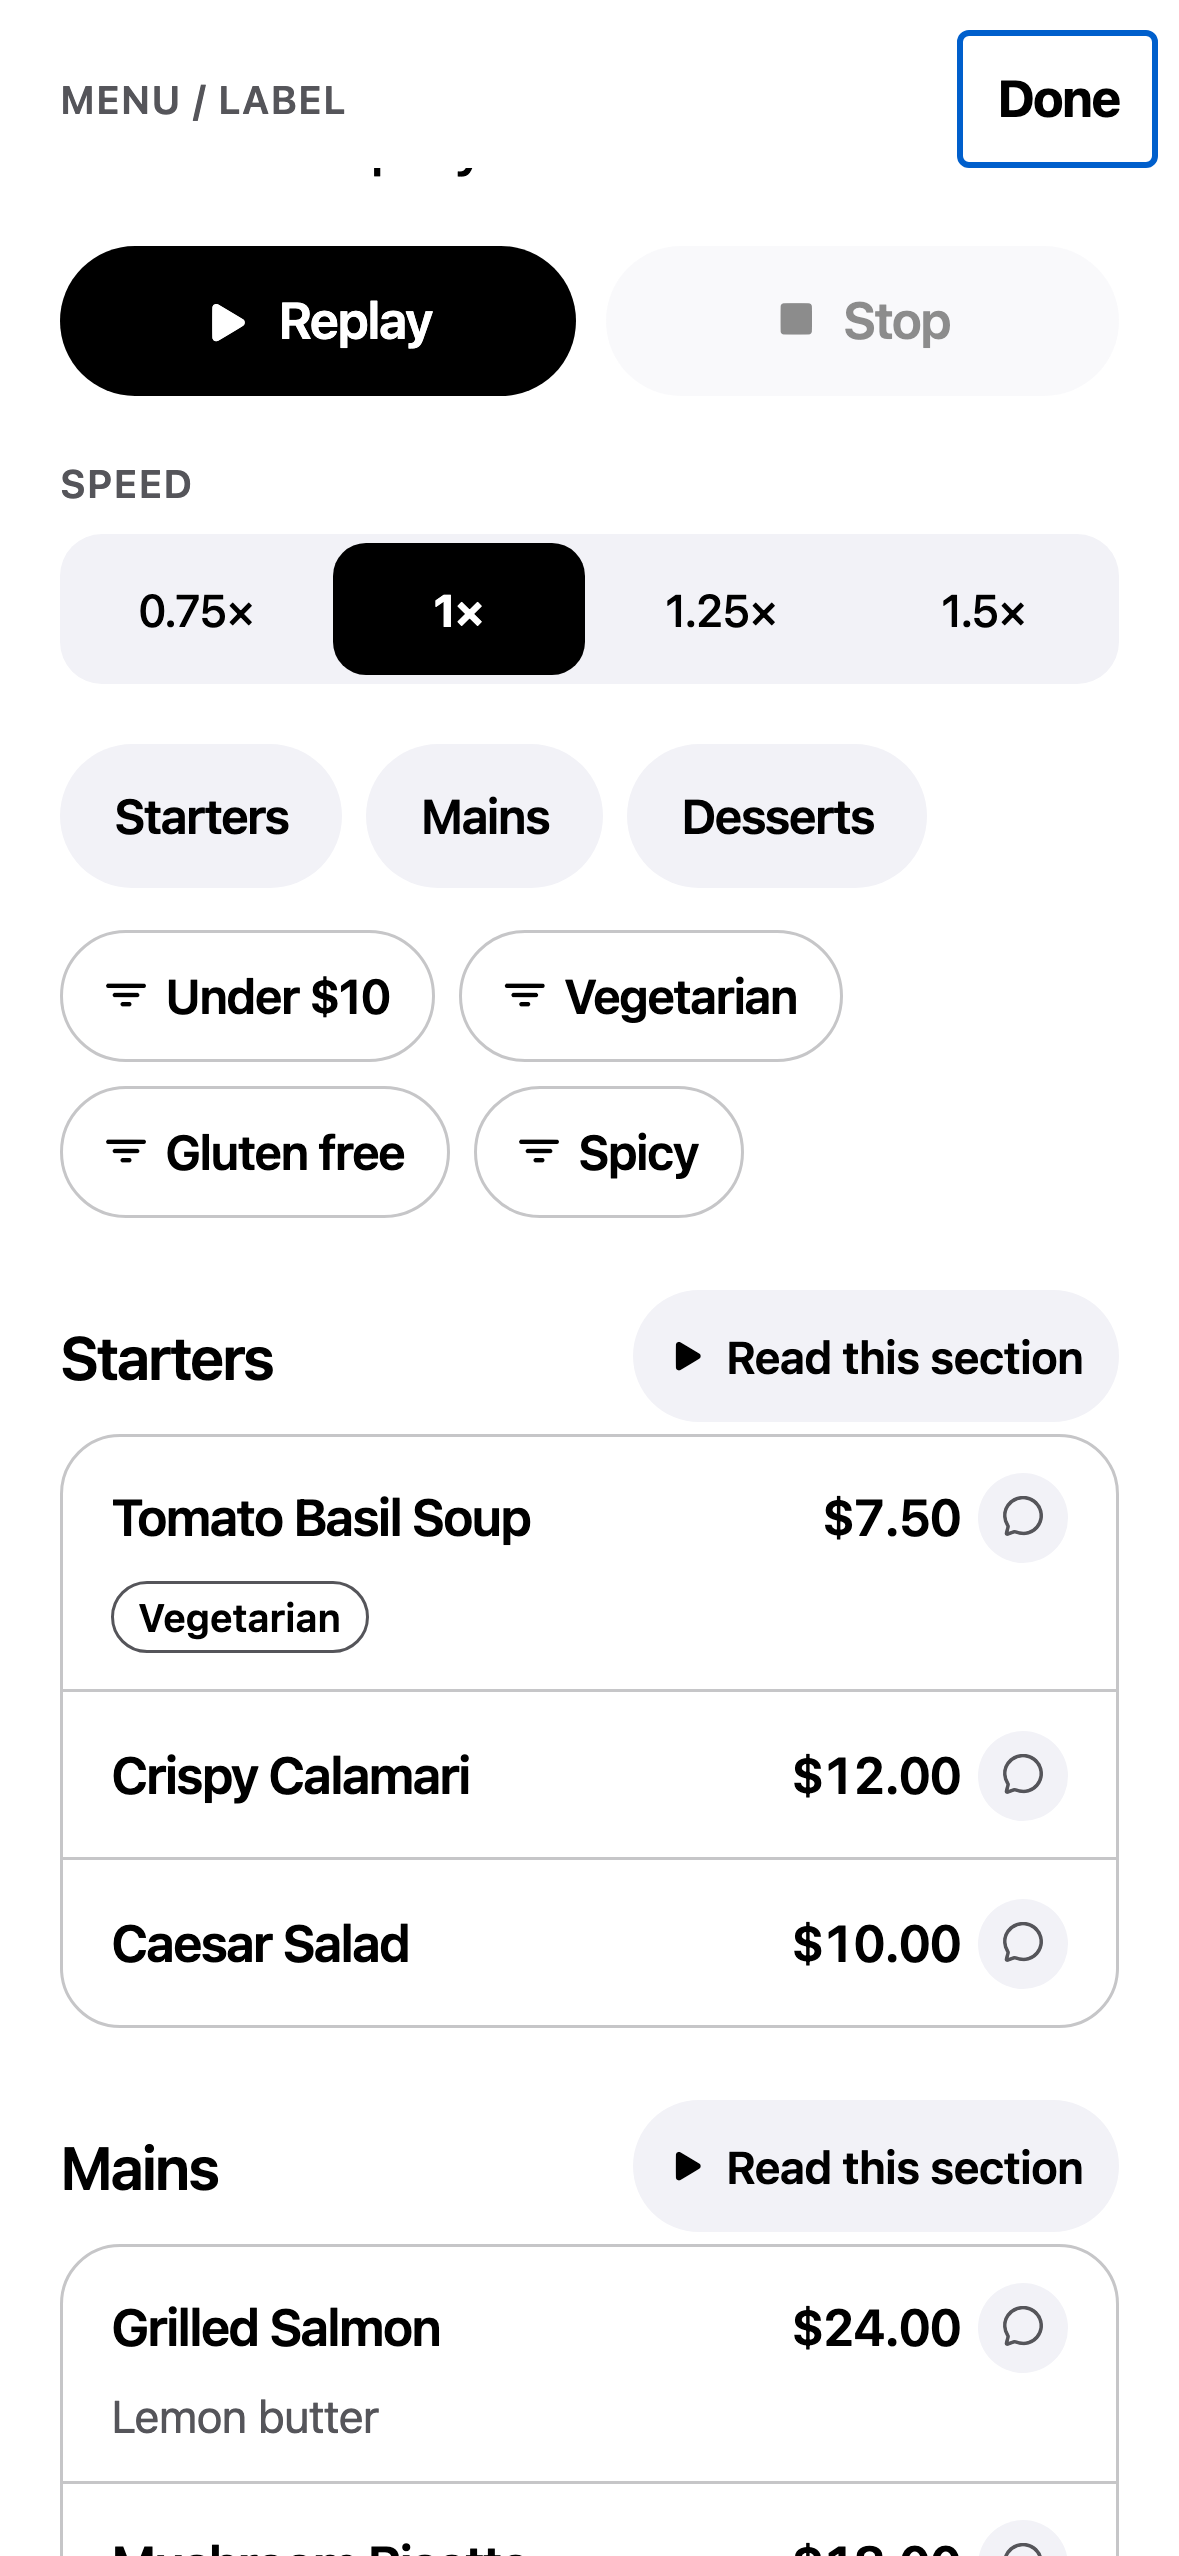 MENU / LABEL
Done
Replay
Stop
SPEED
0.75×
1×
1.25×
1.5×
Starters
Mains
Desserts
Under $10
Vegetarian
Gluten free
Spicy
Starters
Read this section
Tomato Basil Soup
$7.50
Vegetarian
Crispy Calamari
$12.00
Caesar Salad
$10.00
Mains
Read this section
Grilled Salmon
$24.00
Lemon butter